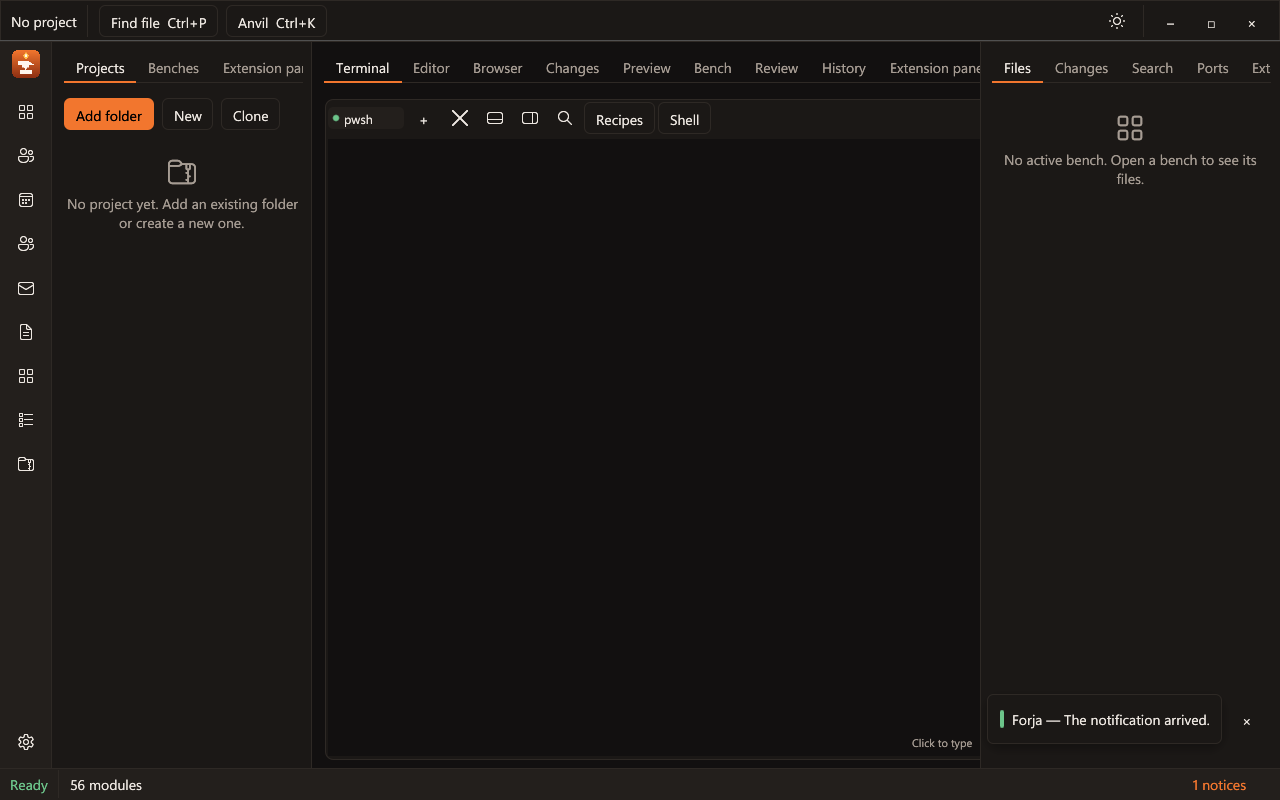 No project
Find file Ctrl+P
Anvil Ctrl+K
Projects
Benches
Extension par
Add folder
New
Clone
No project yet. Add an existing folder
or create a new one.
Terminal
Editor
Browser
Changes
Preview
Bench
Review
History
Extension pane
pwsh
+
Recipes
Shell
Click to type
Files
Changes
Search
Ports
Ext
No active bench. Open a bench to see its
files.
Forja — The notification arrived.
Ready
56 modules
1 notices